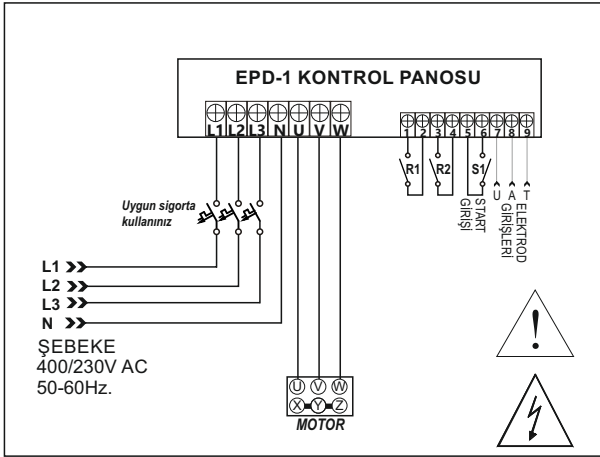 EPD-1 KONTROL PANOSU
L1 L2 L3 N U V W
1 2 3 4 5 6 7 8 9
R1 R2 S1
START
GİRİŞİ
U A T
ELEKTROD
GİRİŞLERİ
Uygun sigorta
kullanınız
L1
L2
L3
N
ŞEBEKE
400/230V AC
50-60Hz.
U V W
X Y Z
MOTOR
!